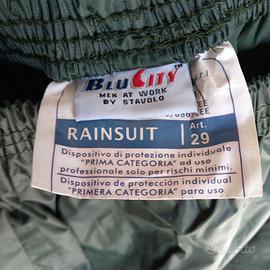 BLUCITY™
MEN AT WORK
BY STAVOLO
RAINSUIT
Art.
29
Dispositivo di protezione individuale
"PRIMA CATEGORIA" ad uso
professionale solo per rischi minimi.
Dispositivo de protección individual
"PRIMERA CATEGORIA" para uso